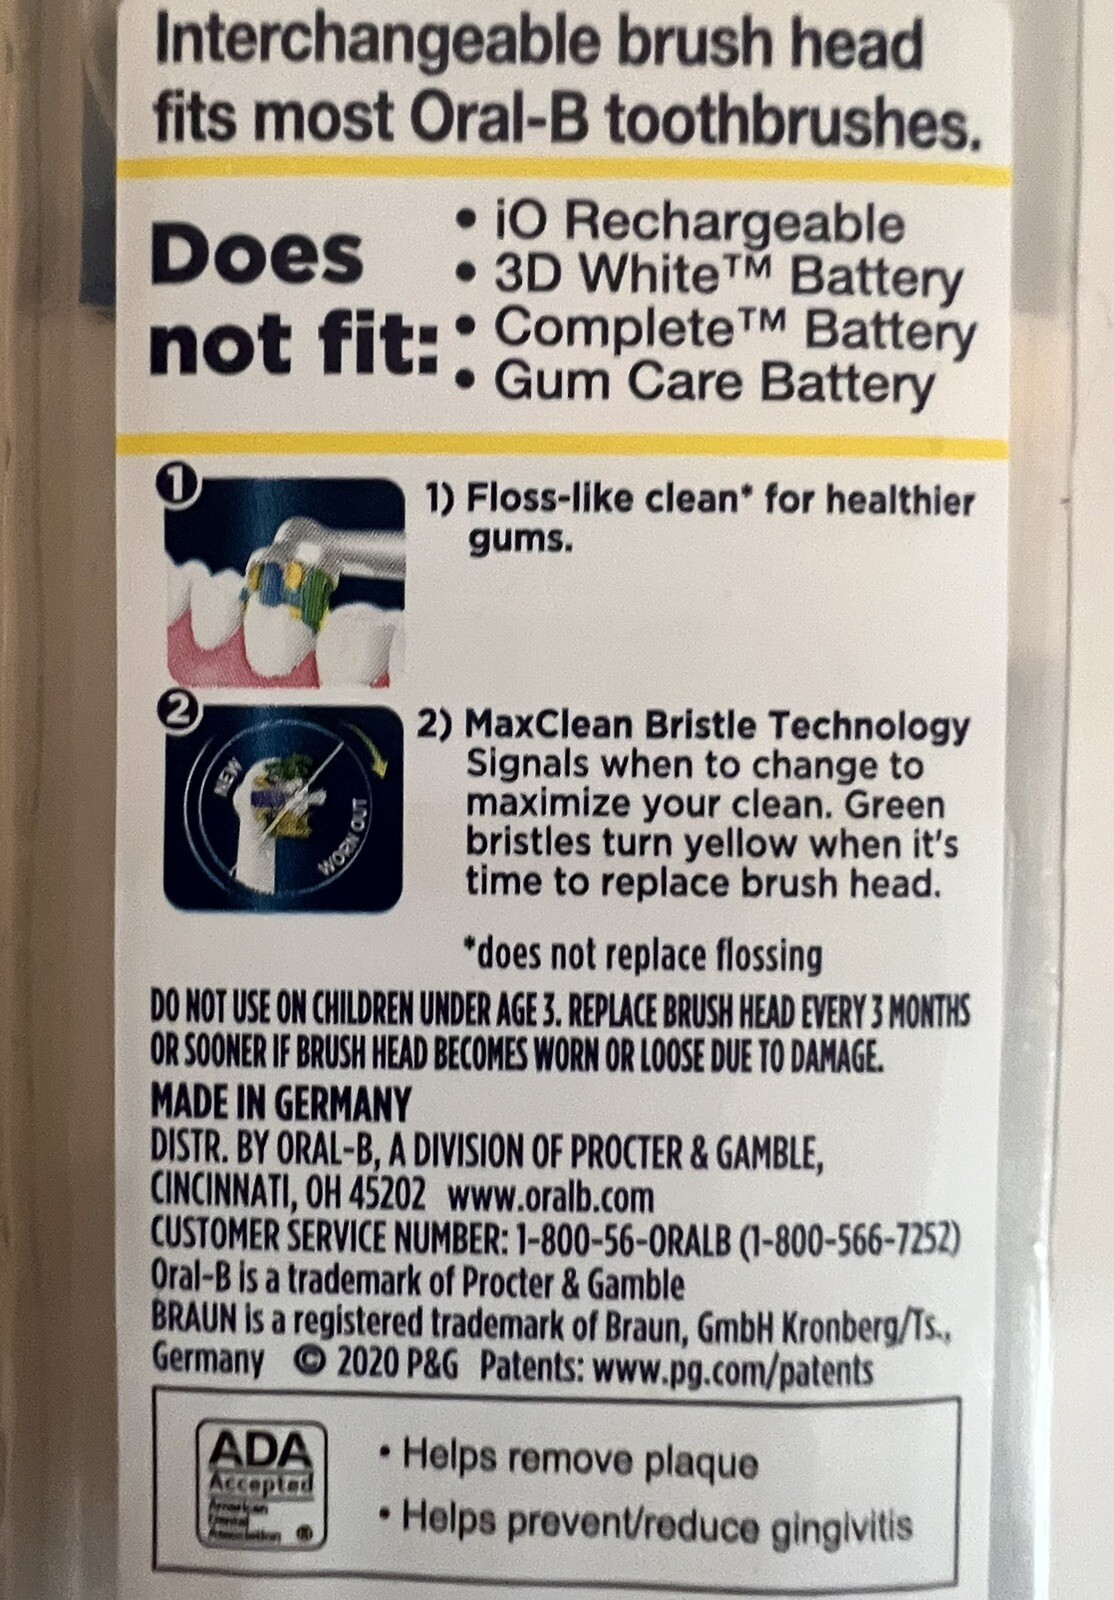 Interchangeable brush head
fits most Oral-B toothbrushes.
Does
not fit:
• iO Rechargeable
• 3D White™ Battery
• Complete™ Battery
• Gum Care Battery
1
1) Floss-like clean* for healthier
gums.
2
NEW
WORN OUT
2) MaxClean Bristle Technology
Signals when to change to
maximize your clean. Green
bristles turn yellow when it's
time to replace brush head.
*does not replace flossing
DO NOT USE ON CHILDREN UNDER AGE 3. REPLACE BRUSH HEAD EVERY 3 MONTHS
OR SOONER IF BRUSH HEAD BECOMES WORN OR LOOSE DUE TO DAMAGE.
MADE IN GERMANY
DISTR. BY ORAL-B, A DIVISION OF PROCTER & GAMBLE,
CINCINNATI, OH 45202 www.oralb.com
CUSTOMER SERVICE NUMBER: 1-800-56-ORALB (1-800-566-7252)
Oral-B is a trademark of Procter & Gamble
BRAUN is a registered trademark of Braun, GmbH Kronberg/Ts.,
Germany © 2020 P&G Patents: www.pg.com/patents
ADA
Accepted
American
Dental
Association ®
• Helps remove plaque
• Helps prevent/reduce gingivitis